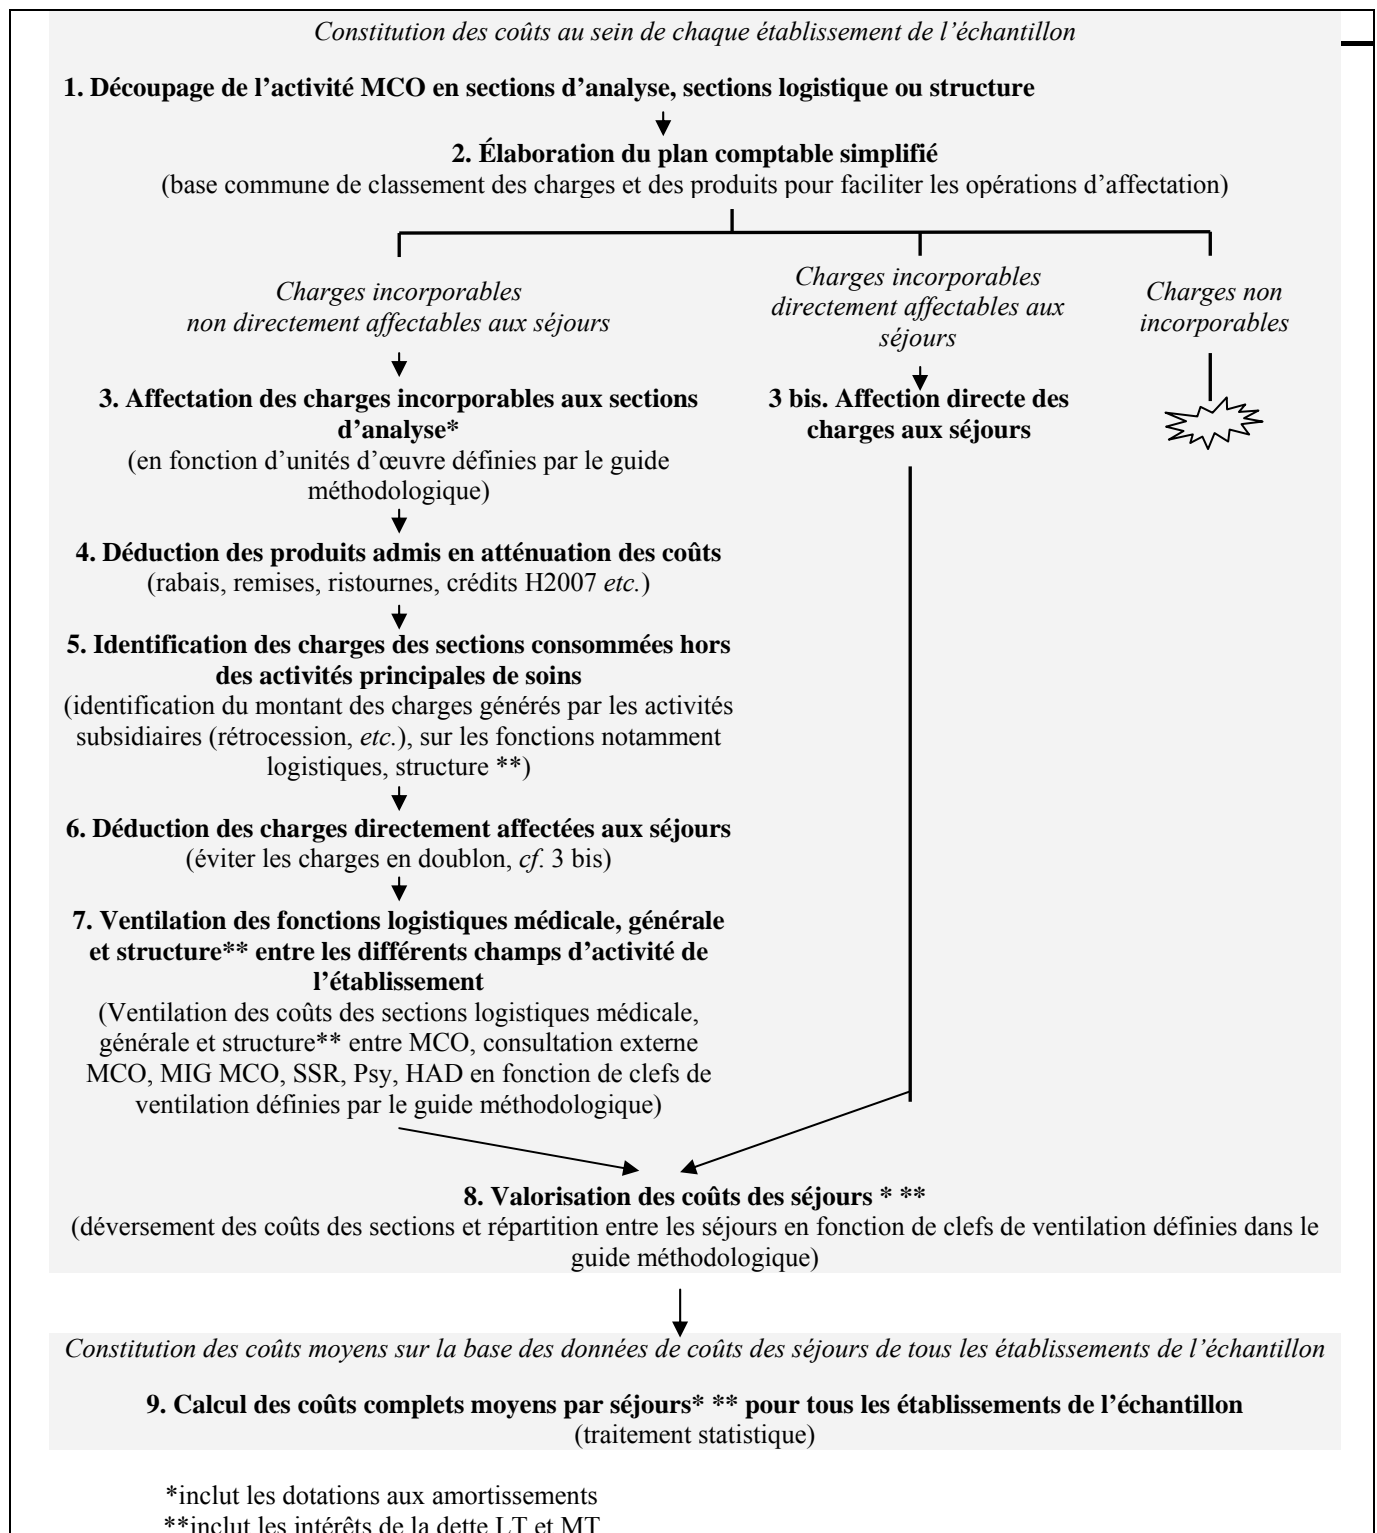 Constitution des coûts au sein de chaque établissement de l’échantillon
1. Découpage de l’activité MCO en sections d’analyse, sections logistique ou structure
2. Élaboration du plan comptable simplifié
(base commune de classement des charges et des produits pour faciliter les opérations d’affectation)
Charges incorporables
non directement affectables aux séjours
Charges incorporables
directement affectables aux
séjours
Charges non
incorporables
3. Affectation des charges incorporables aux sections
d’analyse*
(en fonction d’unités d’œuvre définies par le guide
méthodologique)
3 bis. Affection directe des
charges aux séjours
4. Déduction des produits admis en atténuation des coûts
(rabais, remises, ristournes, crédits H2007 etc.)
5. Identification des charges des sections consommées hors
des activités principales de soins
(identification du montant des charges générés par les activités
subsidiaires (rétrocession, etc.), sur les fonctions notamment
logistiques, structure **)
6. Déduction des charges directement affectées aux séjours
(éviter les charges en doublon, cf. 3 bis)
7. Ventilation des fonctions logistiques médicale, générale
et structure** entre les différents champs d’activité de
l’établissement
(Ventilation des coûts des sections logistiques médicale,
générale et structure** entre MCO, consultation externe
MCO, MIG MCO, SSR, Psy, HAD en fonction de clefs de
ventilation définies par le guide méthodologique)
8. Valorisation des coûts des séjours * **
(déversement des coûts des sections et répartition entre les séjours en fonction de clefs de ventilation définies dans le
guide méthodologique)
Constitution des coûts moyens sur la base des données de coûts des séjours de tous les établissements de l’échantillon
9. Calcul des coûts complets moyens par séjours* ** pour tous les établissements de l’échantillon
(traitement statistique)
*inclut les dotations aux amortissements
**inclut les intérêts de la dette LT et MT